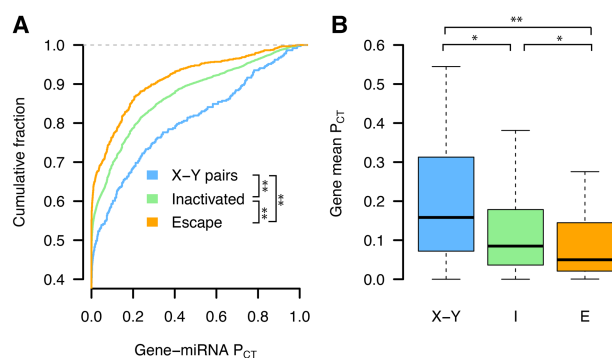 A
Cumulative fraction
1.0
0.9
0.8
0.7
0.6
0.5
0.4
X−Y pairs
Inactivated
Escape
**
**
**
0.0 0.2 0.4 0.6 0.8 1.0
Gene−miRNA PCT
B
Gene mean PCT
0.6
0.5
0.4
0.3
0.2
0.1
0.0
**
* *
X−Y I E